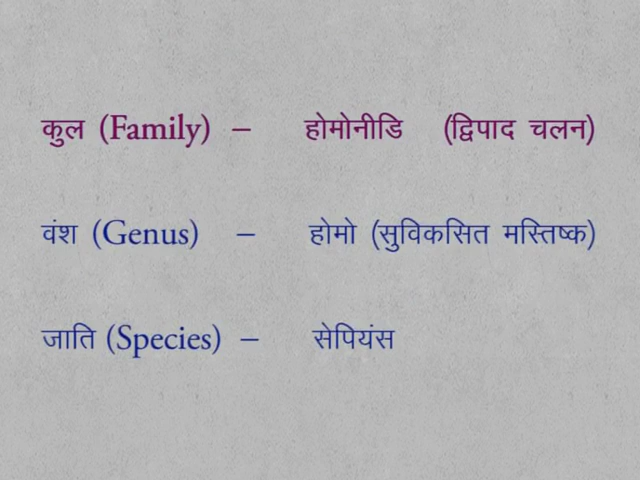 कुल (Family) – होमोनीडि (द्विपाद चलन)
वंश (Genus) – होमो (सुविकसित मस्तिष्क)
जाति (Species) – सेपियंस